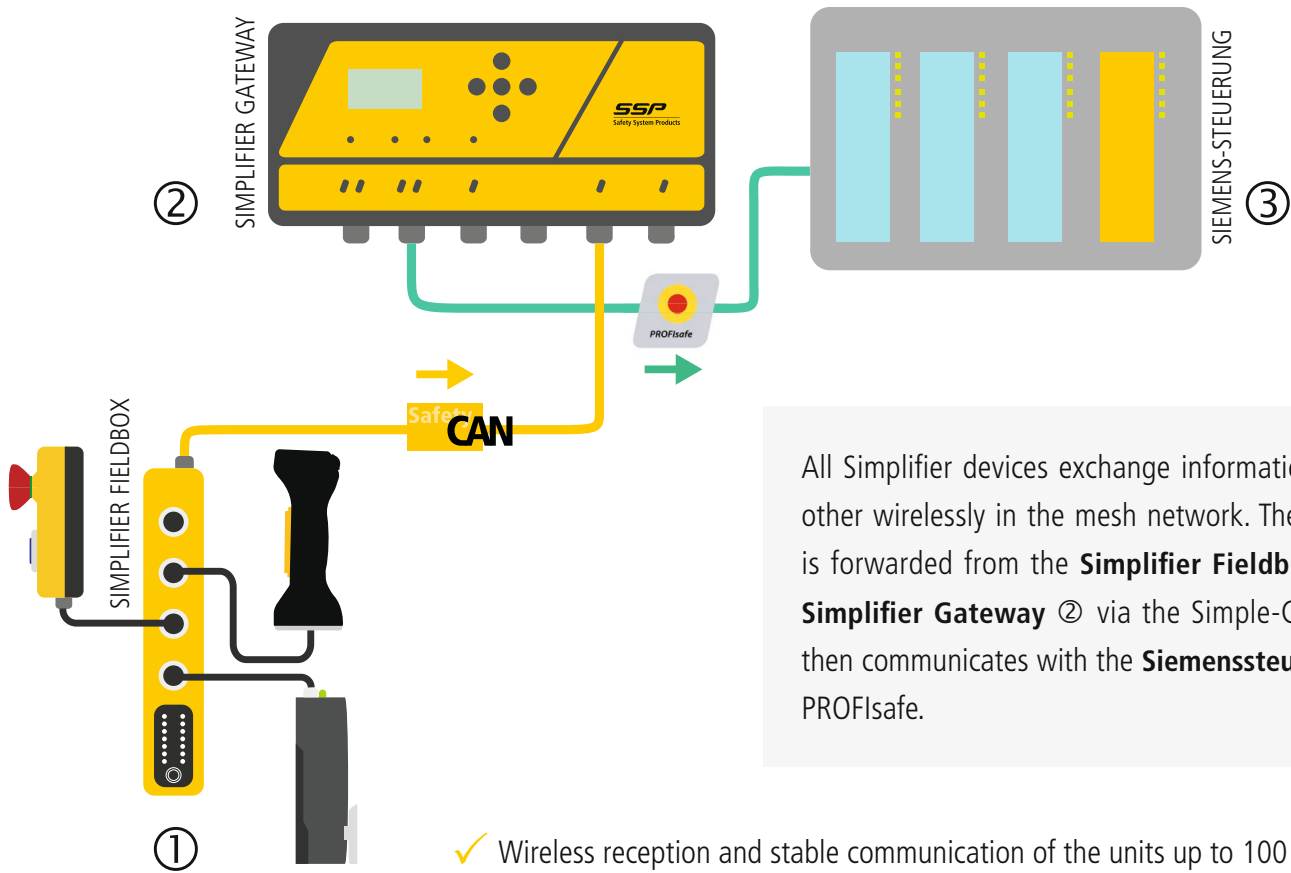 SIMPLIFIER GATEWAY
②
SSP
Safety System Products
SIEMENS-STEUERUNG
③
PROFIsafe
Safety
CAN
SIMPLIFIER FIELDBOX
①
All Simplifier devices exchange informati
other wirelessly in the mesh network. The
is forwarded from the Simplifier Fieldb
Simplifier Gateway ② via the Simple-C
then communicates with the Siemenssteu
PROFIsafe.
✓ Wireless reception and stable communication of the units up to 100